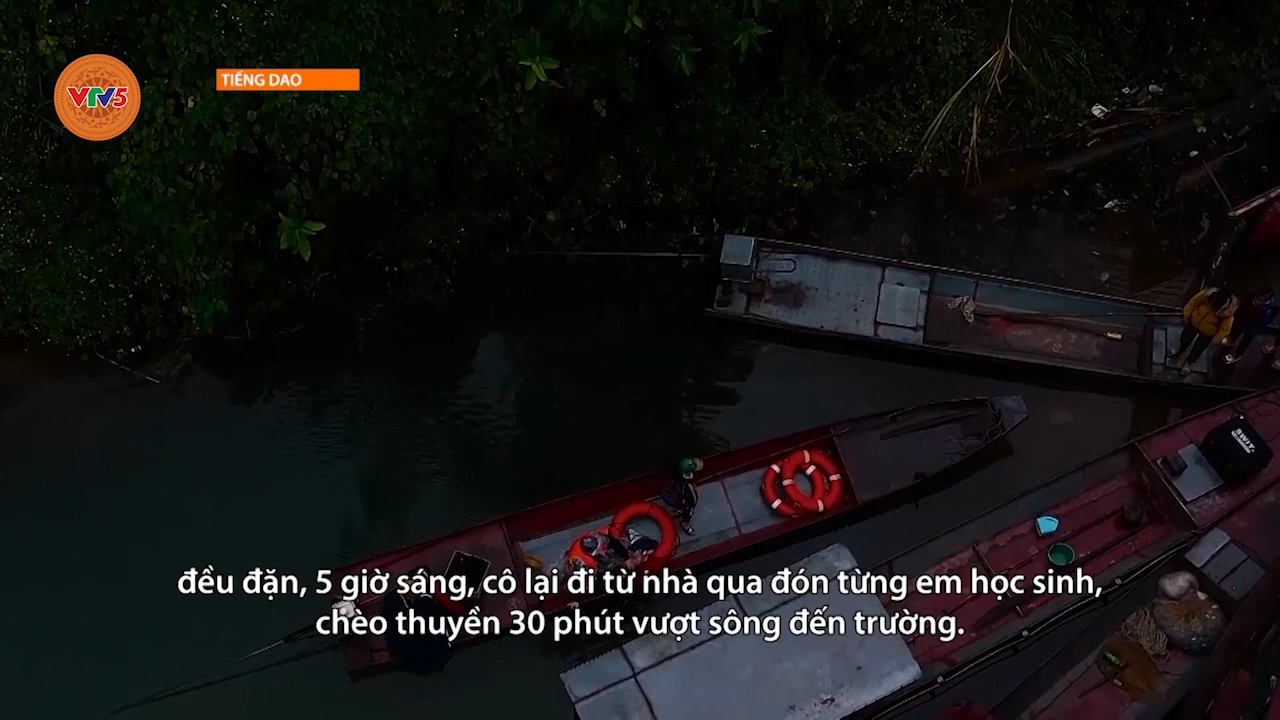 TIẾNG DAO
VTV5
SWIT.
đều đặn, 5 giờ sáng, cô lại đi từ nhà qua đón từng em học sinh,
chèo thuyền 30 phút vượt sông đến trường.